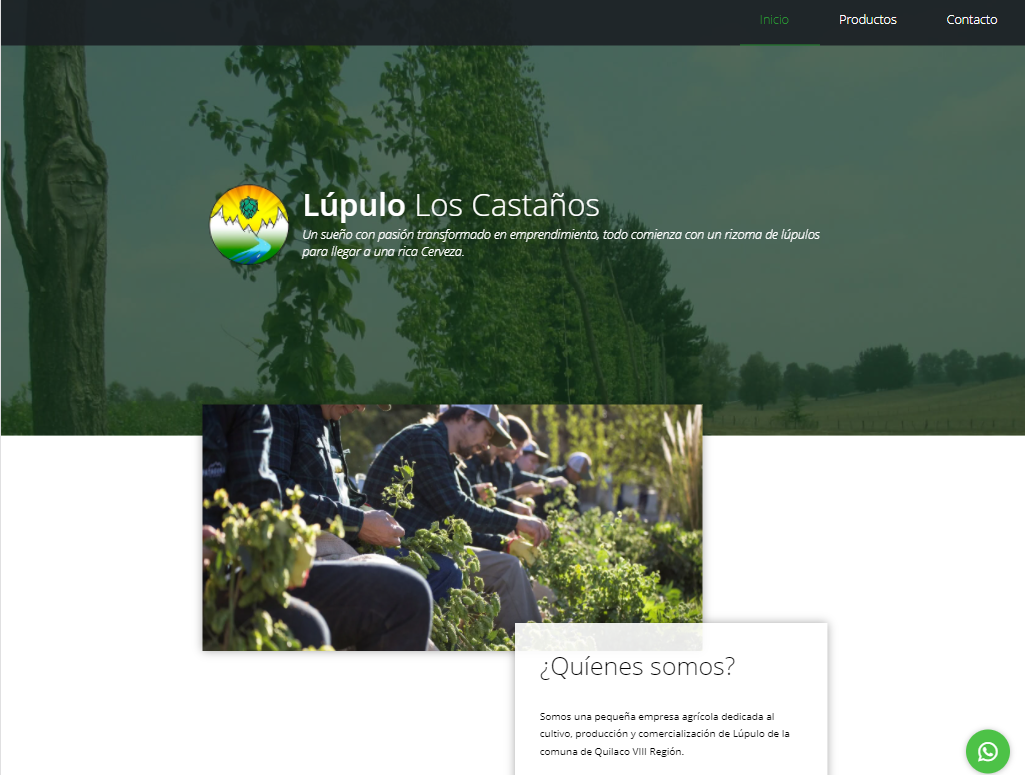 Inicio Productos Contacto
Lúpulo Los Castaños
Un sueño con pasión transformado en emprendimiento, todo comienza con un rizoma de lúpulos
para llegar a una rica Cerveza.
¿Quíenes somos?
Somos una pequeña empresa agrícola dedicada al
cultivo, producción y comercialización de Lúpulo de la
comuna de Quilaco VIII Región.